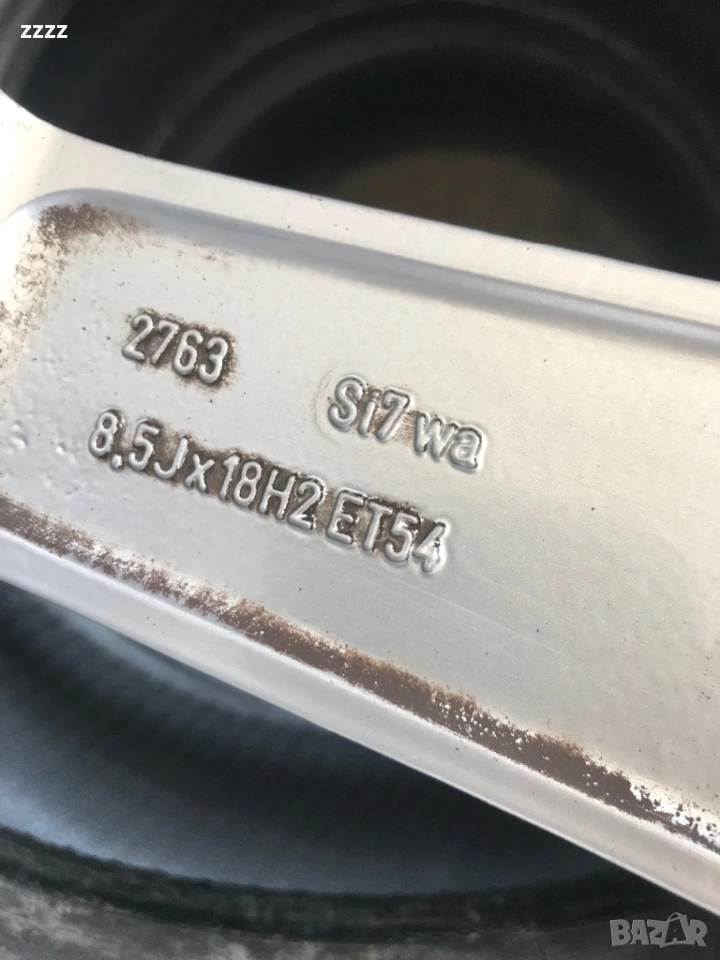 zzzz
2763 Si7 wa
8.5Jx18H2 ET54
BAZAR